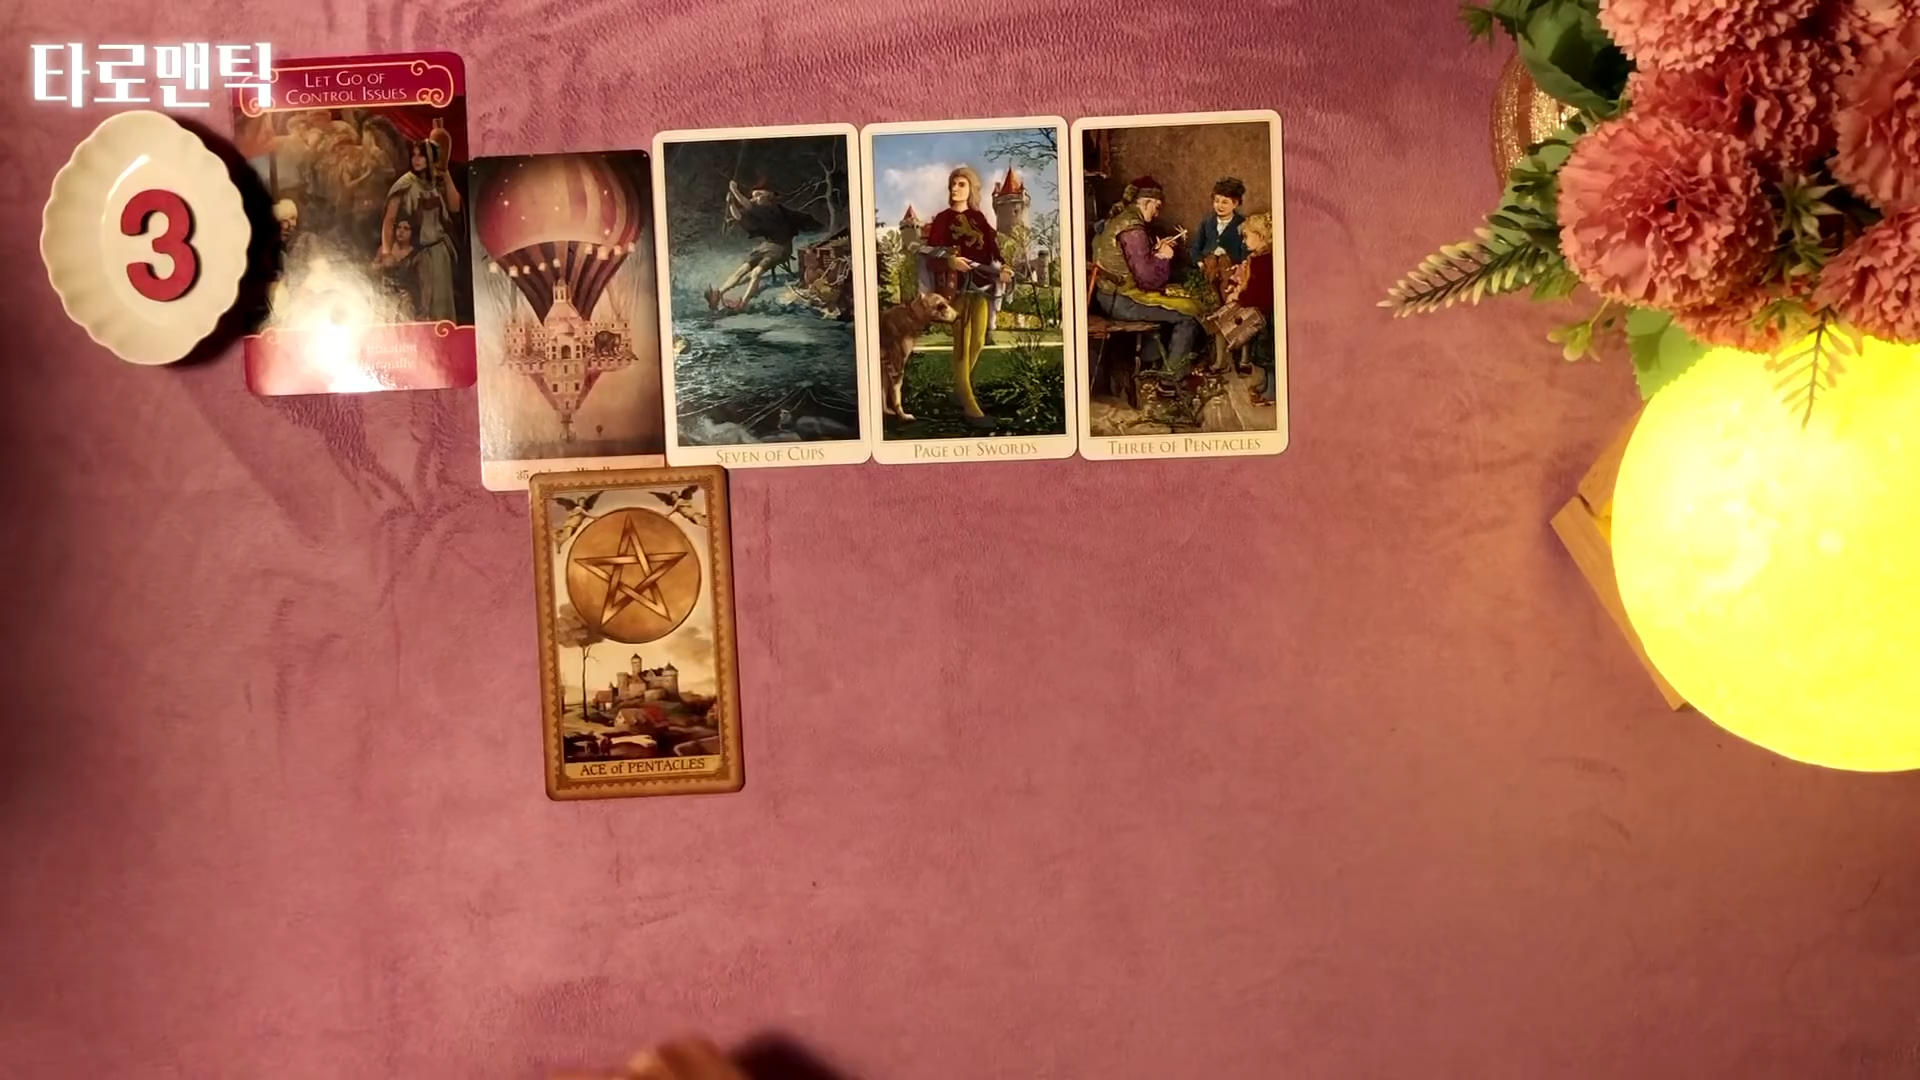 타로맨틱
LET GO OF
CONTROL ISSUES
3
SEVEN OF CUPS
PAGE OF SWORDS
THREE OF PENTACLES
35
ACE of PENTACLES